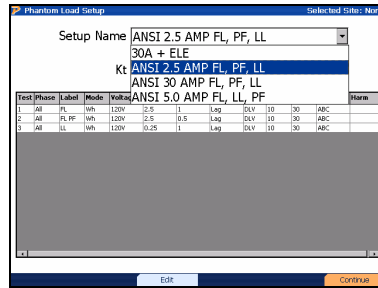 Phantom Load Setup Selected Site: Nor
Setup Name ANSI 2.5 AMP FL, PF, LL
30A + ELE
Kt ANSI 2.5 AMP FL, PF, LL
ANSI 30 AMP FL, PF, LL
ANSI 5.0 AMP FL, LL, PF
Test Phase Label Mode Voltag Harm
1 All FL Wh 120V 2.5 1 Lag DLV 10 30 ABC
2 All FL PF Wh 120V 2.5 0.5 Lag DLV 10 30 ABC
3 All LL Wh 120V 0.25 1 Lag DLV 10 30 ABC
Edit Continue